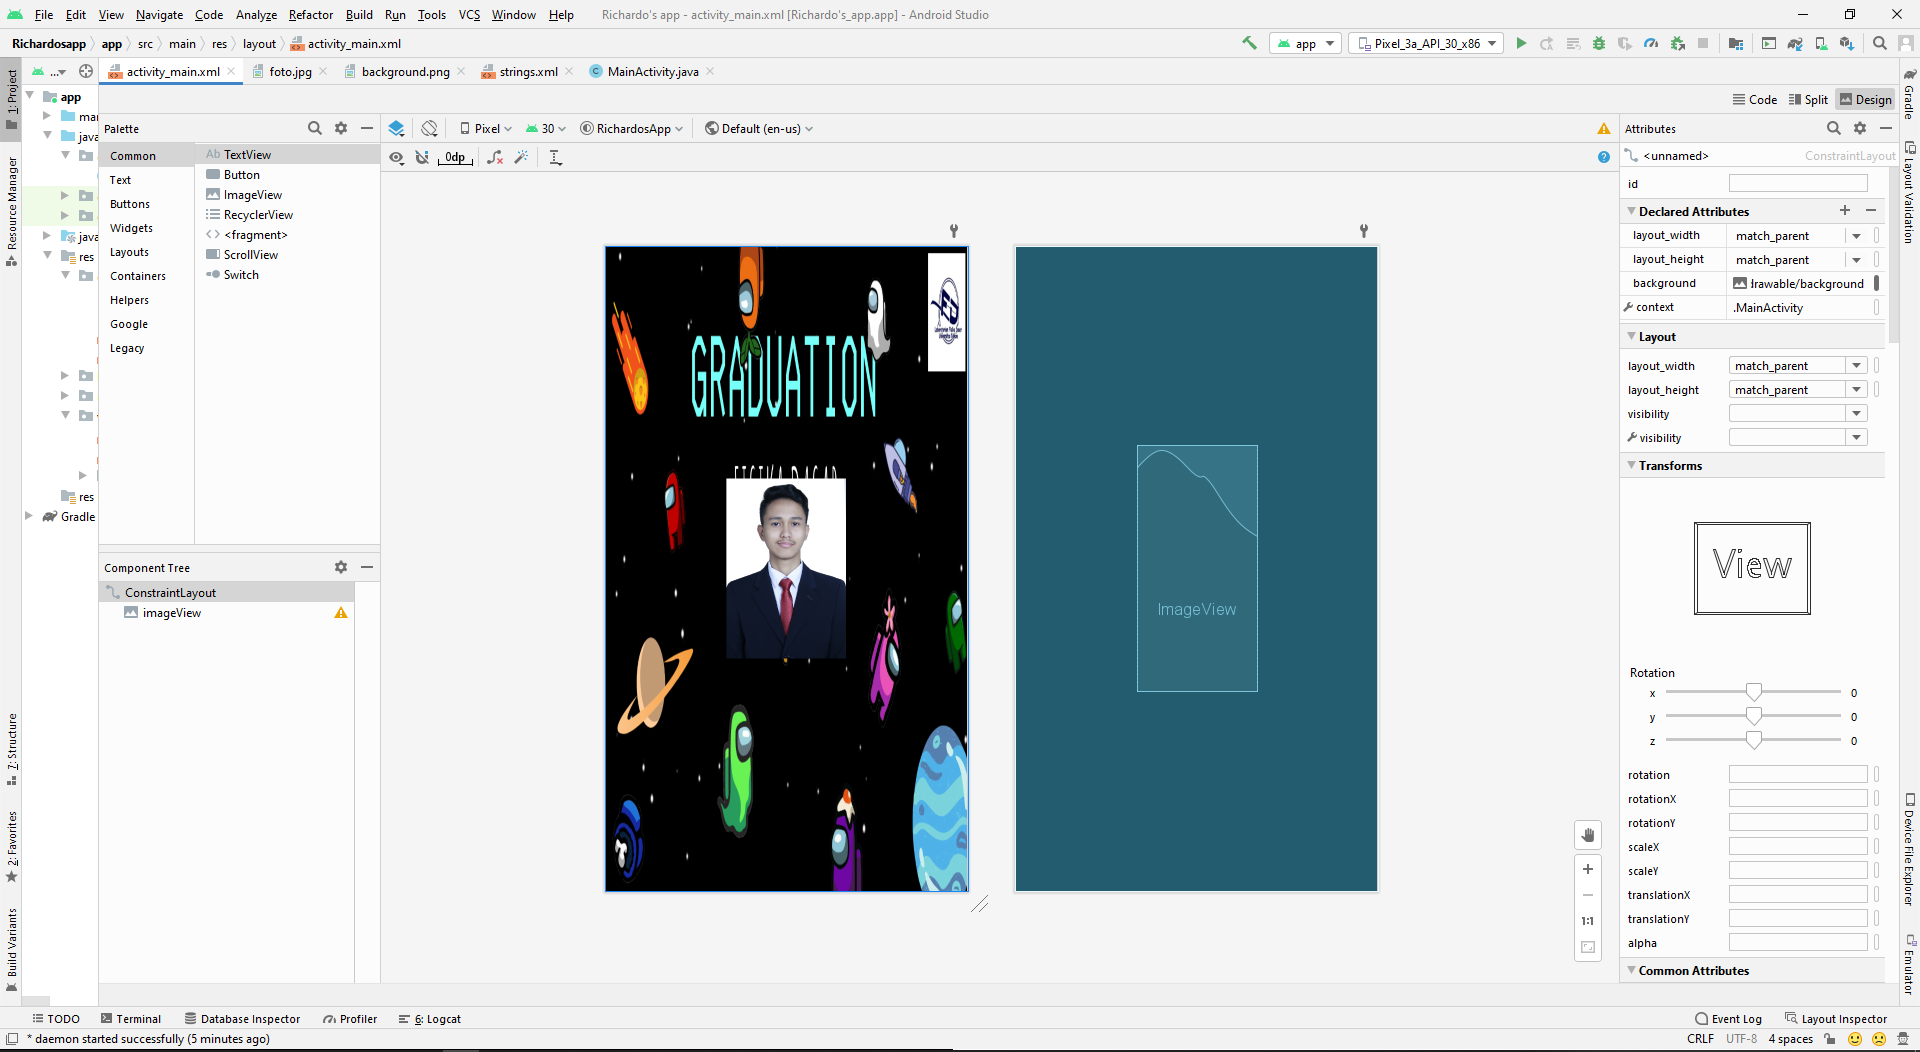 File Edit View Navigate Code Analyze Refactor Build Run Tools VCS Window Help Richardo's app - activity_main.xml [Richardo's_app.app] - Android Studio
Richardosapp app src main res layout activity_main.xml app Pixel_3a_API_30_x86
... activity_main.xml foto.jpg background.png strings.xml MainActivity.java
1: Project
Resource Manager
7: Structure
2: Favorites
Build Variants
app
java
java
res
res
Gradle
Code Split Design
Palette
Common
Text
Buttons
Widgets
Layouts
Containers
Helpers
Google
Legacy
Ab TextView
Button
ImageView
RecyclerView
<fragment>
ScrollView
Switch
Component Tree
ConstraintLayout
imageView
Pixel 30 RichardosApp Default (en-us)
0dp
GRADUATION
ImageView
1:1
Attributes
<unnamed> ConstraintLayout
id
Declared Attributes
layout_width match_parent
layout_height match_parent
background drawable/background
context .MainActivity
Layout
layout_width match_parent
layout_height match_parent
visibility
visibility
Transforms
View
Rotation
x 0
y 0
z 0
rotation
rotationX
rotationY
scaleX
scaleY
translationX
translationY
alpha
Common Attributes
Gradle
Layout Validation
Device File Explorer
Emulator
TODO Terminal Database Inspector Profiler 6: Logcat Event Log Layout Inspector
* daemon started successfully (5 minutes ago) CRLF UTF-8 4 spaces